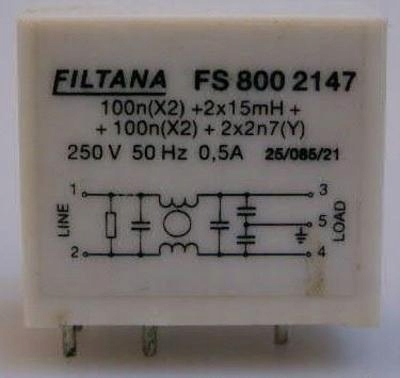 FILTANA FS 800 2147
100n(X2) +2x15mH +
+ 100n(X2) + 2x2n7(Y)
250 V 50 Hz 0,5A 25/085/21
1 3
LINE 5 LOAD
2 4